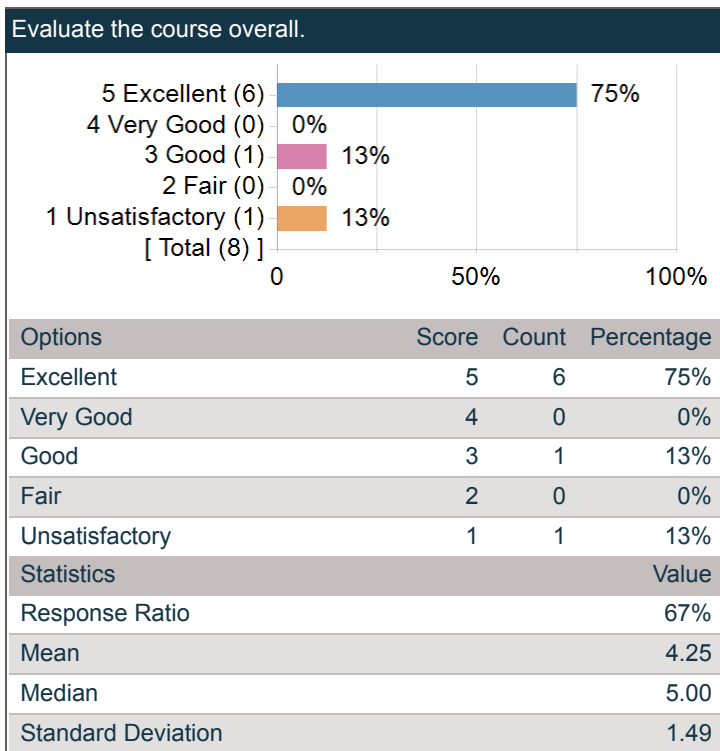 Evaluate the course overall.
5 Excellent (6) 75%
4 Very Good (0) 0%
3 Good (1) 13%
2 Fair (0) 0%
1 Unsatisfactory (1) 13%
[ Total (8) ]
0 50% 100%
Options Score Count Percentage
Excellent 5 6 75%
Very Good 4 0 0%
Good 3 1 13%
Fair 2 0 0%
Unsatisfactory 1 1 13%
Statistics Value
Response Ratio 67%
Mean 4.25
Median 5.00
Standard Deviation 1.49